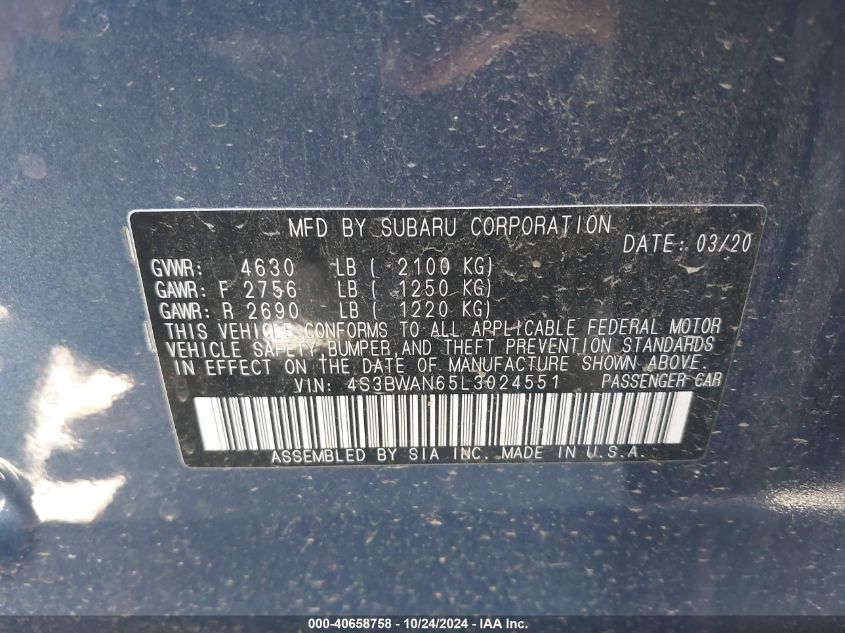 MFD BY SUBARU CORPORATION
DATE: 03/20
GVWR: 4630 LB ( 2100 KG)
GAWR: F 2756 LB ( 1250 KG)
GAWR: R 2690 LB ( 1220 KG)
THIS VEHICLE CONFORMS TO ALL APPLICABLE FEDERAL MOTOR
VEHICLE SAFETY, BUMPER, AND THEFT PREVENTION STANDARDS
IN EFFECT ON THE DATE OF MANUFACTURE SHOWN ABOVE.
VIN: 4S3BWAN65L3024551 PASSENGER CAR
ASSEMBLED BY SIA INC. MADE IN U.S.A.
000-40658758 - 10/24/2024 - IAA